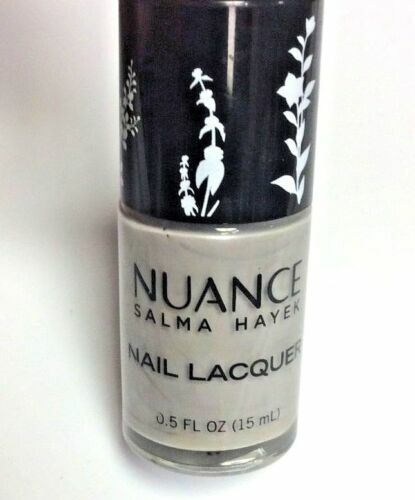 NUANCE
SALMA HAYEK
NAIL LACQUER
0.5 FL OZ (15 mL)